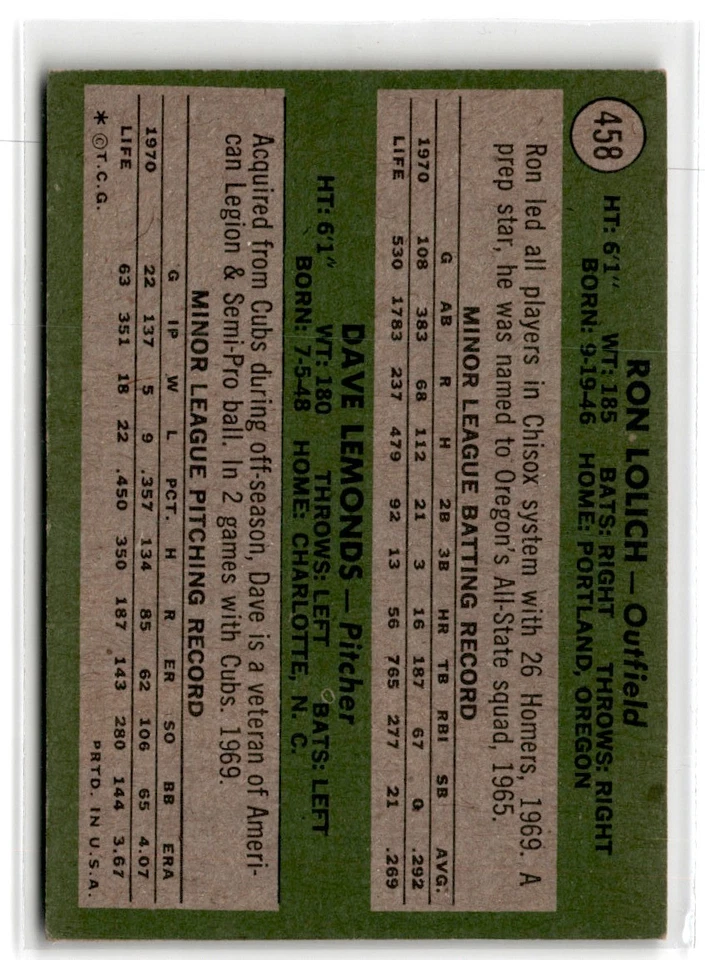 458
RON LOLICH — Outfield
HT: 6'1" WT: 185 BATS: RIGHT THROWS: RIGHT
BORN: 9-19-46 HOME: PORTLAND, OREGON
Ron led all players in Chisox system with 26 Homers, 1969. A
prep star, he was named to Oregon's All-State squad, 1965.
MINOR LEAGUE BATTING RECORD
G AB R H 2B 3B HR TB RBI SB AVG.
1970 108 383 68 112 21 3 16 187 67 0 .292
LIFE 530 1783 237 479 92 13 56 765 277 21 .269
DAVE LEMONDS — Pitcher
HT: 6'1" WT: 180 THROWS: LEFT BATS: LEFT
BORN: 7-5-48 HOME: CHARLOTTE, N. C.
Acquired from Cubs during off-season, Dave is a veteran of Ameri-
can Legion & Semi-Pro ball. In 2 games with Cubs. 1969.
MINOR LEAGUE PITCHING RECORD
G IP W L PCT. H R ER SO BB ERA
1970 22 137 5 9 .357 134 85 62 106 65 4.07
LIFE 63 351 18 22 .450 350 187 143 280 144 3.67
* © T.C.G. PRTD. IN U.S.A.